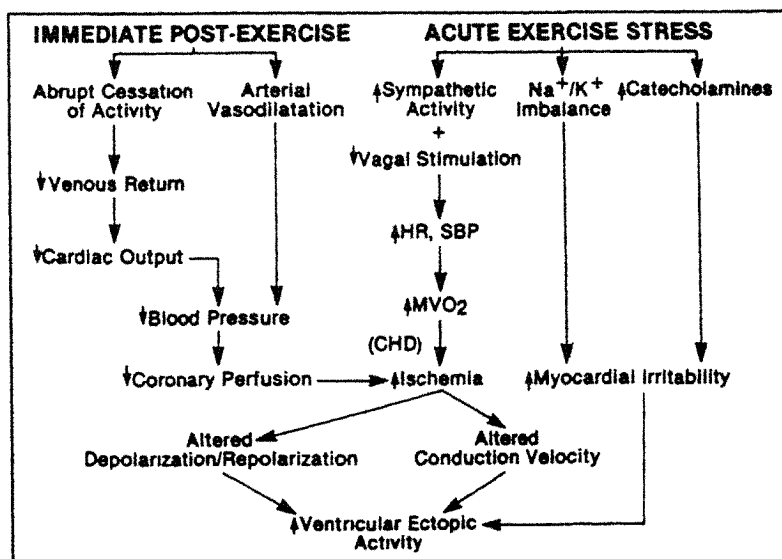 IMMEDIATE POST-EXERCISE
ACUTE EXERCISE STRESS
Abrupt Cessation
of Activity
Arterial
Vasodilatation
↑Sympathetic
Activity
+
↓Vagal Stimulation
Na+/K+
Imbalance
↑Catecholamines
↓Venous Return
↑HR, SBP
↓Cardiac Output
↑MVO2
↓Blood Pressure
(CHD)
↓Coronary Perfusion
↑Ischemia
↑Myocardial Irritability
Altered
Depolarization/Repolarization
Altered
Conduction Velocity
↑Ventricular Ectopic
Activity